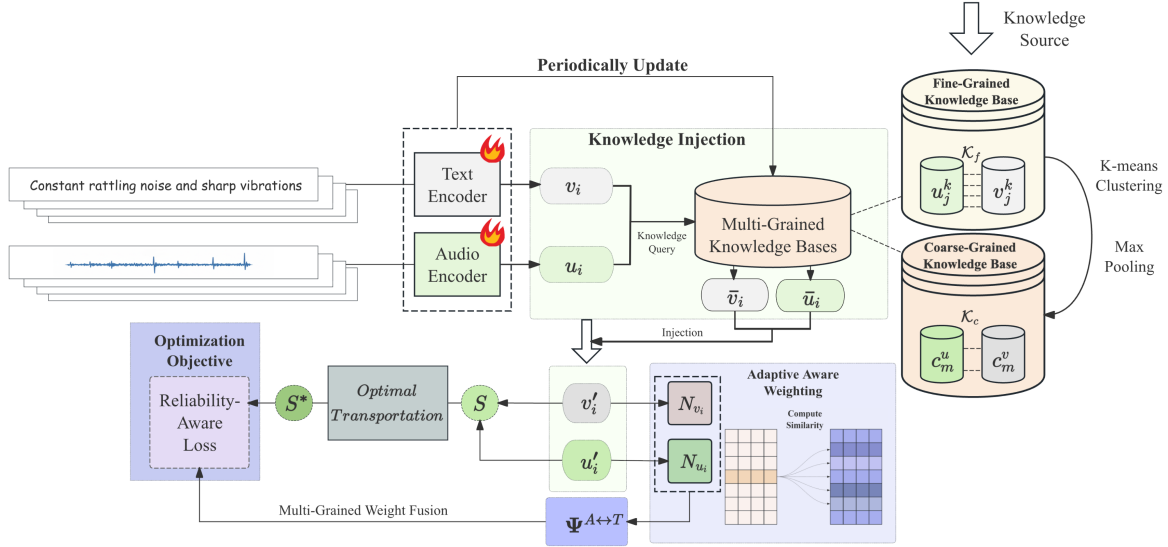 Knowledge
Source
Periodically Update
Fine-Grained
Knowledge Base
𝒦_f
u_j^k
v_j^k
K-means
Clustering
Max
Pooling
Coarse-Grained
Knowledge Base
𝒦_c
c_m^u
c_m^v
Knowledge Injection
Constant rattling noise and sharp vibrations
Text
Encoder
Audio
Encoder
v_i
u_i
Knowledge
Query
Multi-Grained
Knowledge Bases
v̄_i
ū_i
Injection
Optimization
Objective
Reliability-
Aware
Loss
S*
Optimal
Transportation
S
v_i′
u_i′
Adaptive Aware
Weighting
N_{v_i}
N_{u_i}
Compute
Similarity
Multi-Grained Weight Fusion
Ψ^{A↔T}